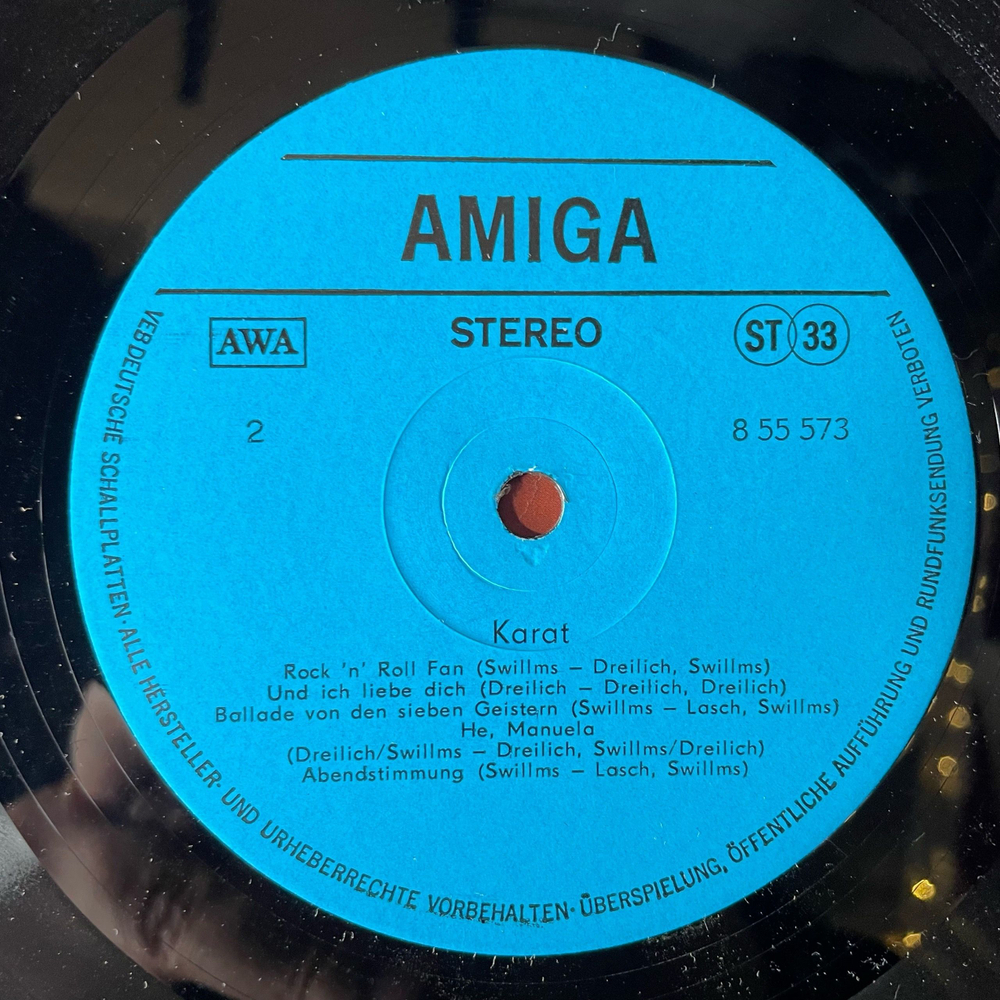 AMIGA
AWA
STEREO
ST 33
2
8 55 573
Karat
Rock 'n' Roll Fan (Swillms – Dreilich, Swillms)
Und ich liebe dich (Dreilich – Dreilich, Dreilich)
Ballade von den sieben Geistern (Swillms – Lasch, Swillms)
He, Manuela
(Dreilich/Swillms – Dreilich, Swillms/Dreilich)
Abendstimmung (Swillms – Lasch, Swillms)
VEB DEUTSCHE SCHALLPLATTEN · ALLE HERSTELLER- UND URHEBERRECHTE VORBEHALTEN · ÜBERSPIELUNG, ÖFFENTLICHE AUFFÜHRUNG UND RUNDFUNKSENDUNG VERBOTEN